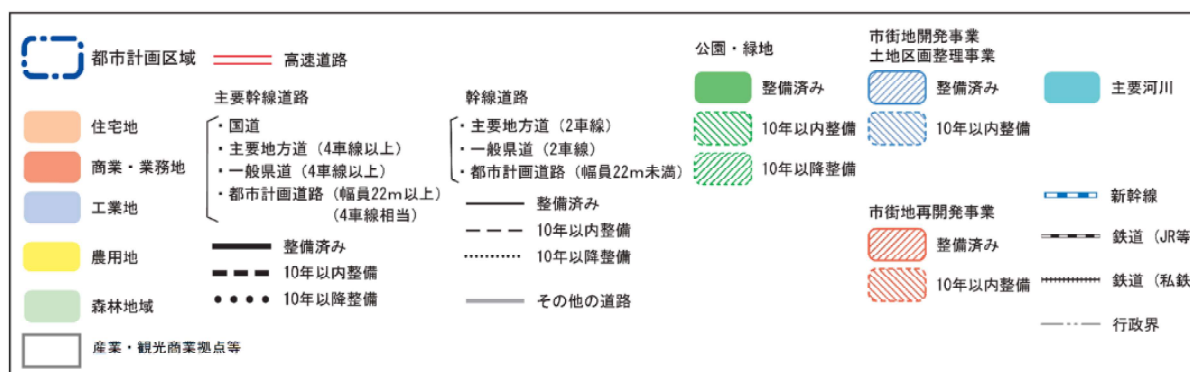 都市計画区域
住宅地
商業・業務地
工業地
農用地
森林地域
産業・観光商業拠点等
高速道路
主要幹線道路
・国道
・主要地方道（4車線以上）
・一般県道（4車線以上）
・都市計画道路（幅員22m以上）
（4車線相当）
整備済み
10年以内整備
10年以降整備
幹線道路
・主要地方道（2車線）
・一般県道（2車線）
・都市計画道路（幅員22m未満）
整備済み
10年以内整備
10年以降整備
その他の道路
公園・緑地
整備済み
10年以内整備
10年以降整備
市街地開発事業
土地区画整理事業
整備済み
10年以内整備
市街地再開発事業
整備済み
10年以内整備
主要河川
新幹線
鉄道（JR等
鉄道（私鉄
行政界